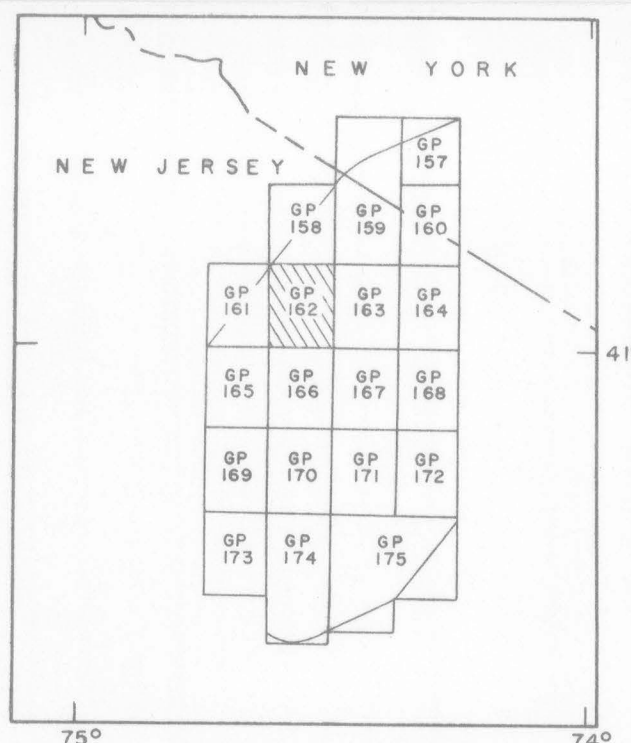 NEW YORK
NEW JERSEY
GP
157
GP
158
GP
159
GP
160
GP
161
GP
162
GP
163
GP
164
41
GP
165
GP
166
GP
167
GP
168
GP
169
GP
170
GP
171
GP
172
GP
173
GP
174
GP
175
75°
74°